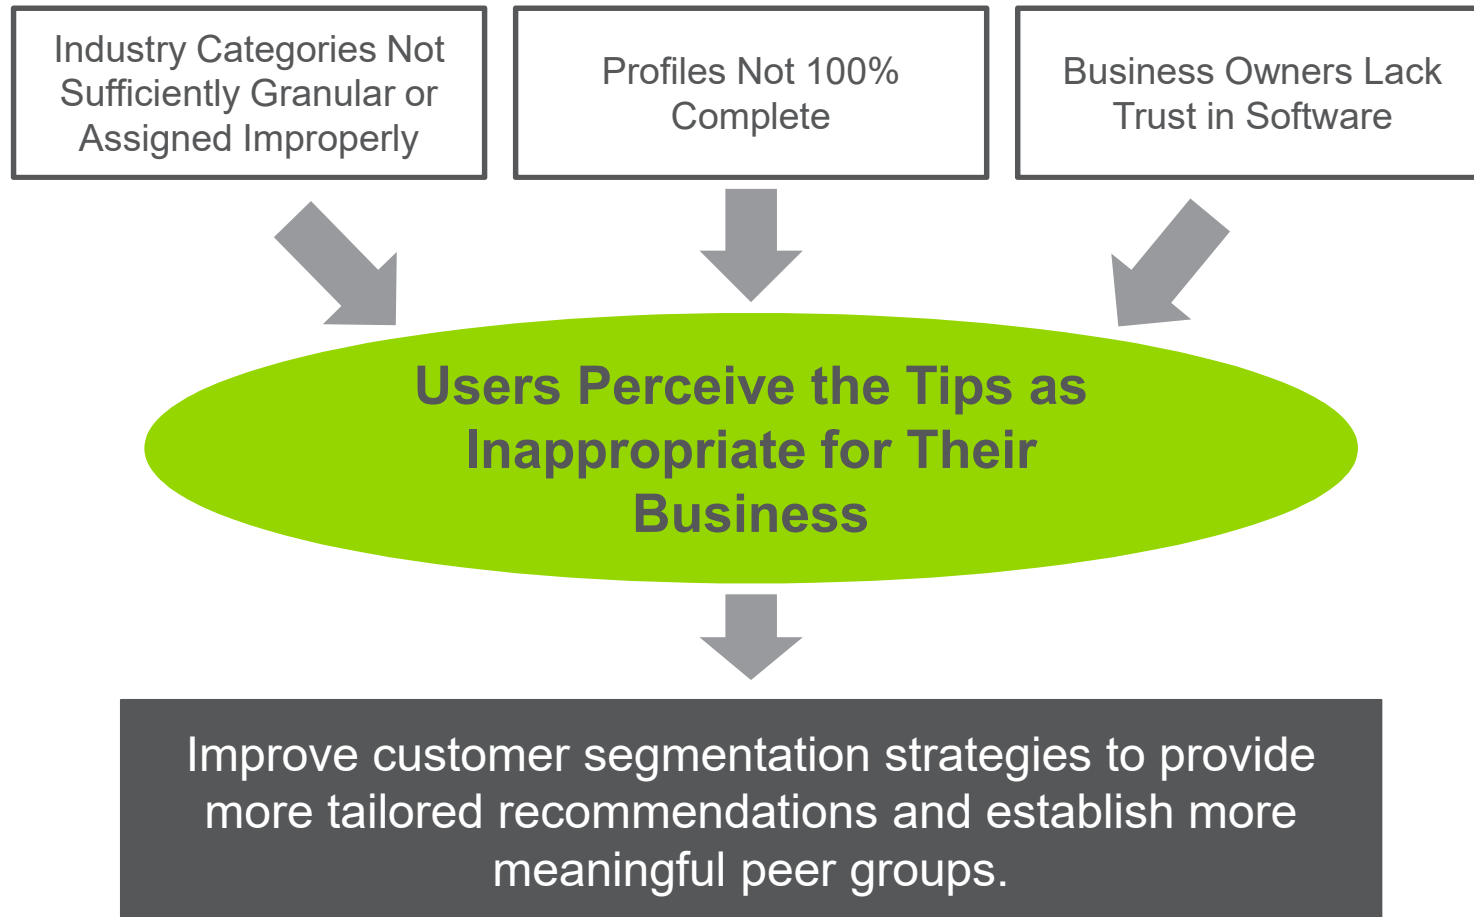 Industry Categories Not
Sufficiently Granular or
Assigned Improperly
Profiles Not 100%
Complete
Business Owners Lack
Trust in Software
Users Perceive the Tips as
Inappropriate for Their
Business
Improve customer segmentation strategies to provide
more tailored recommendations and establish more
meaningful peer groups.